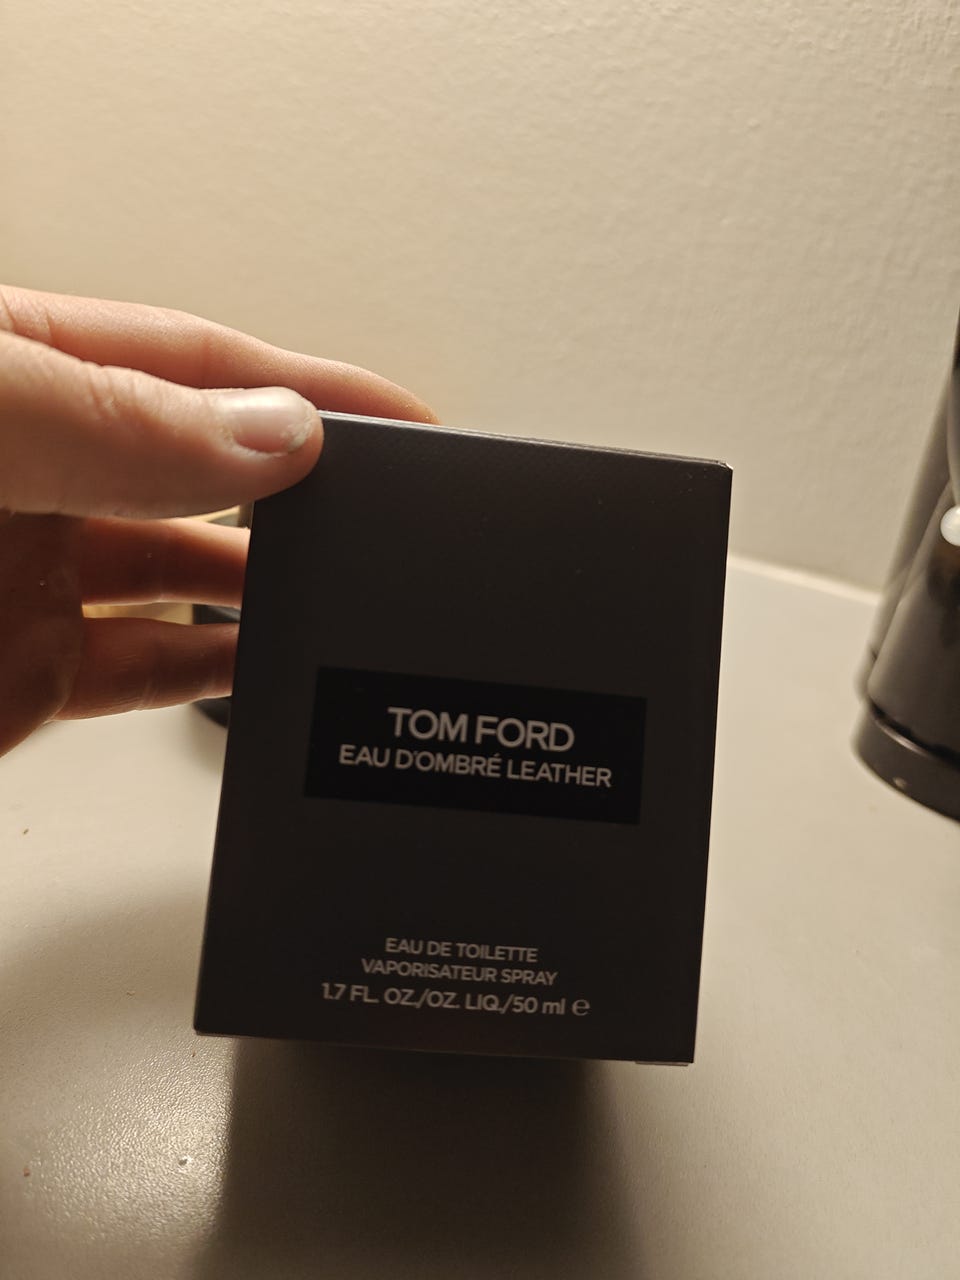 TOM FORD
EAU D'OMBRÉ LEATHER
EAU DE TOILETTE
VAPORISATEUR SPRAY
1.7 FL. OZ./OZ. LIQ./50 ml ℮